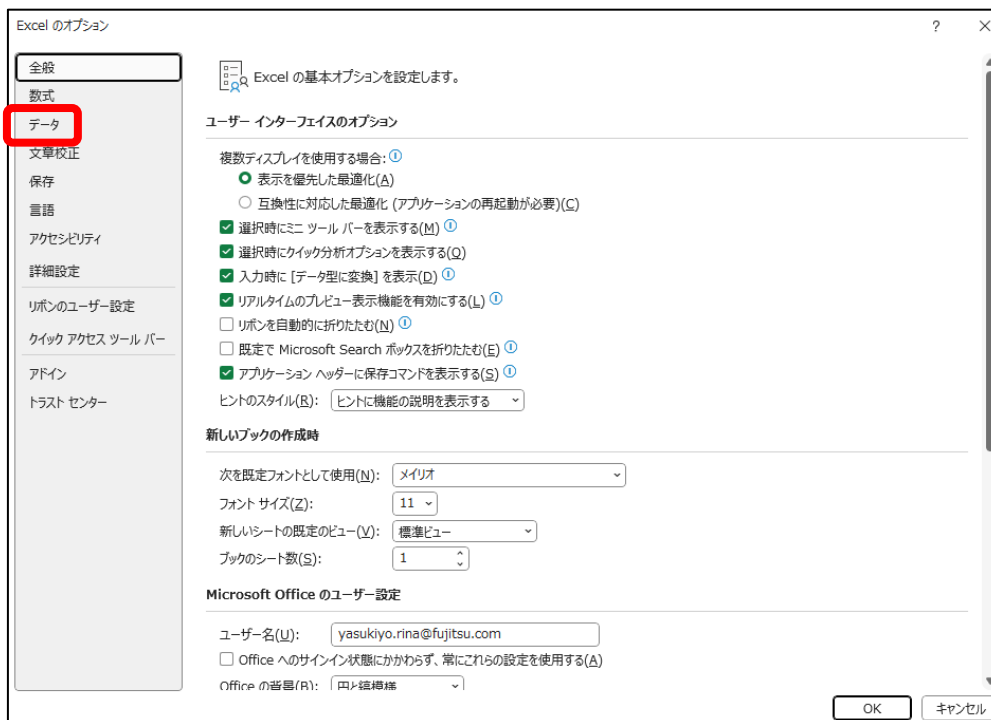 Excel のオプション
?
全般
数式
データ
文章校正
保存
言語
アクセシビリティ
詳細設定
リボンのユーザー設定
クイック アクセス ツール バー
アドイン
トラスト センター
Excel の基本オプションを設定します。
ユーザー インターフェイスのオプション
複数ディスプレイを使用する場合:
表示を優先した最適化(A)
互換性に対応した最適化 (アプリケーションの再起動が必要)(C)
選択時にミニ ツール バーを表示する(M)
選択時にクイック分析オプションを表示する(Q)
入力時に [データ型に変換] を表示(D)
リアルタイムのプレビュー表示機能を有効にする(L)
リボンを自動的に折りたたむ(N)
既定で Microsoft Search ボックスを折りたたむ(E)
アプリケーション ヘッダーに保存コマンドを表示する(S)
ヒントのスタイル(R): ヒントに機能の説明を表示する
新しいブックの作成時
次を既定フォントとして使用(N): メイリオ
フォント サイズ(Z): 11
新しいシートの既定のビュー(V): 標準ビュー
ブックのシート数(S): 1
Microsoft Office のユーザー設定
ユーザー名(U): yasukiyo.rina@fujitsu.com
Office へのサインイン状態にかかわらず、常にこれらの設定を使用する(A)
Office の背景(B): 円と縞模様
OK キャンセル